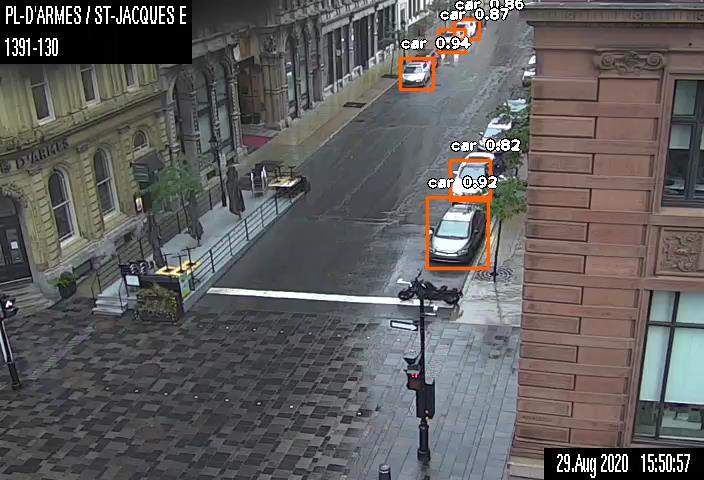 PL-D'ARMES / ST-JACQUES E
1391-130
car 0.86
car 0.87
car 0.94
car 0.82
car 0.92
D'ARMES
29.Aug 2020 15:50:57